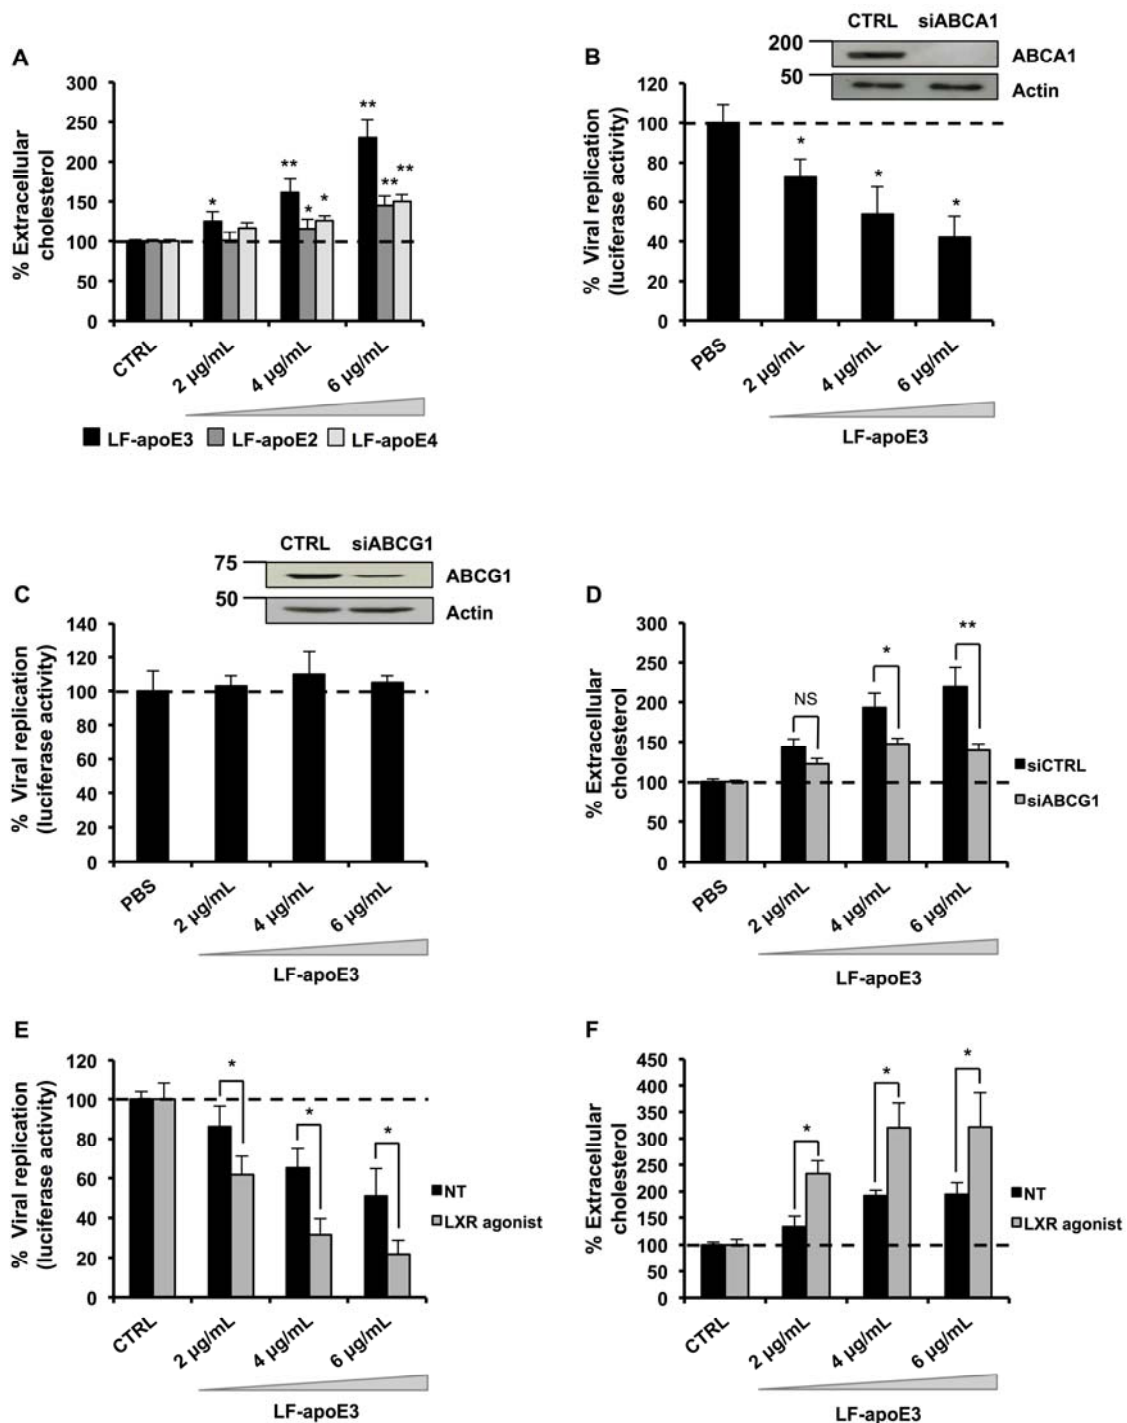 A
% Extracellular
cholesterol
300
250
200
150
100
50
0
** ** ** ** ** * * *
CTRL 2 µg/mL 4 µg/mL 6 µg/mL
LF-apoE3 LF-apoE2 LF-apoE4
B
CTRL siABCA1
200 ABCA1
50 Actin
% Viral replication
(luciferase activity)
120
100
80
60
40
20
0
* * *
PBS 2 µg/mL 4 µg/mL 6 µg/mL
LF-apoE3
C
CTRL siABCG1
75 ABCG1
50 Actin
% Viral replication
(luciferase activity)
140
120
100
80
60
40
20
0
PBS 2 µg/mL 4 µg/mL 6 µg/mL
LF-apoE3
D
% Extracellular
cholesterol
300
250
200
150
100
50
0
NS * **
siCTRL
siABCG1
PBS 2 µg/mL 4 µg/mL 6 µg/mL
LF-apoE3
E
% Viral replication
(luciferase activity)
120
100
80
60
40
20
0
* * *
NT
LXR agonist
CTRL 2 µg/mL 4 µg/mL 6 µg/mL
LF-apoE3
F
% Extracellular
cholesterol
450
400
350
300
250
200
150
100
50
0
* * *
NT
LXR agonist
CTRL 2 µg/mL 4 µg/mL 6 µg/mL
LF-apoE3